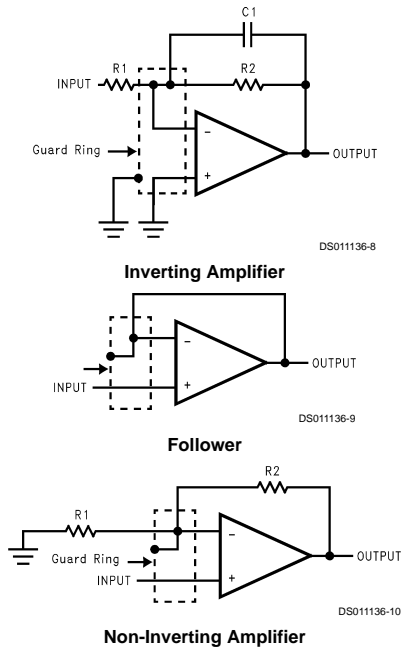 C1
R1
R2
INPUT
−
Guard Ring
OUTPUT
+
DS011136-8
Inverting Amplifier
−
OUTPUT
INPUT
+
DS011136-9
Follower
R2
R1
−
Guard Ring
OUTPUT
INPUT
+
DS011136-10
Non-Inverting Amplifier